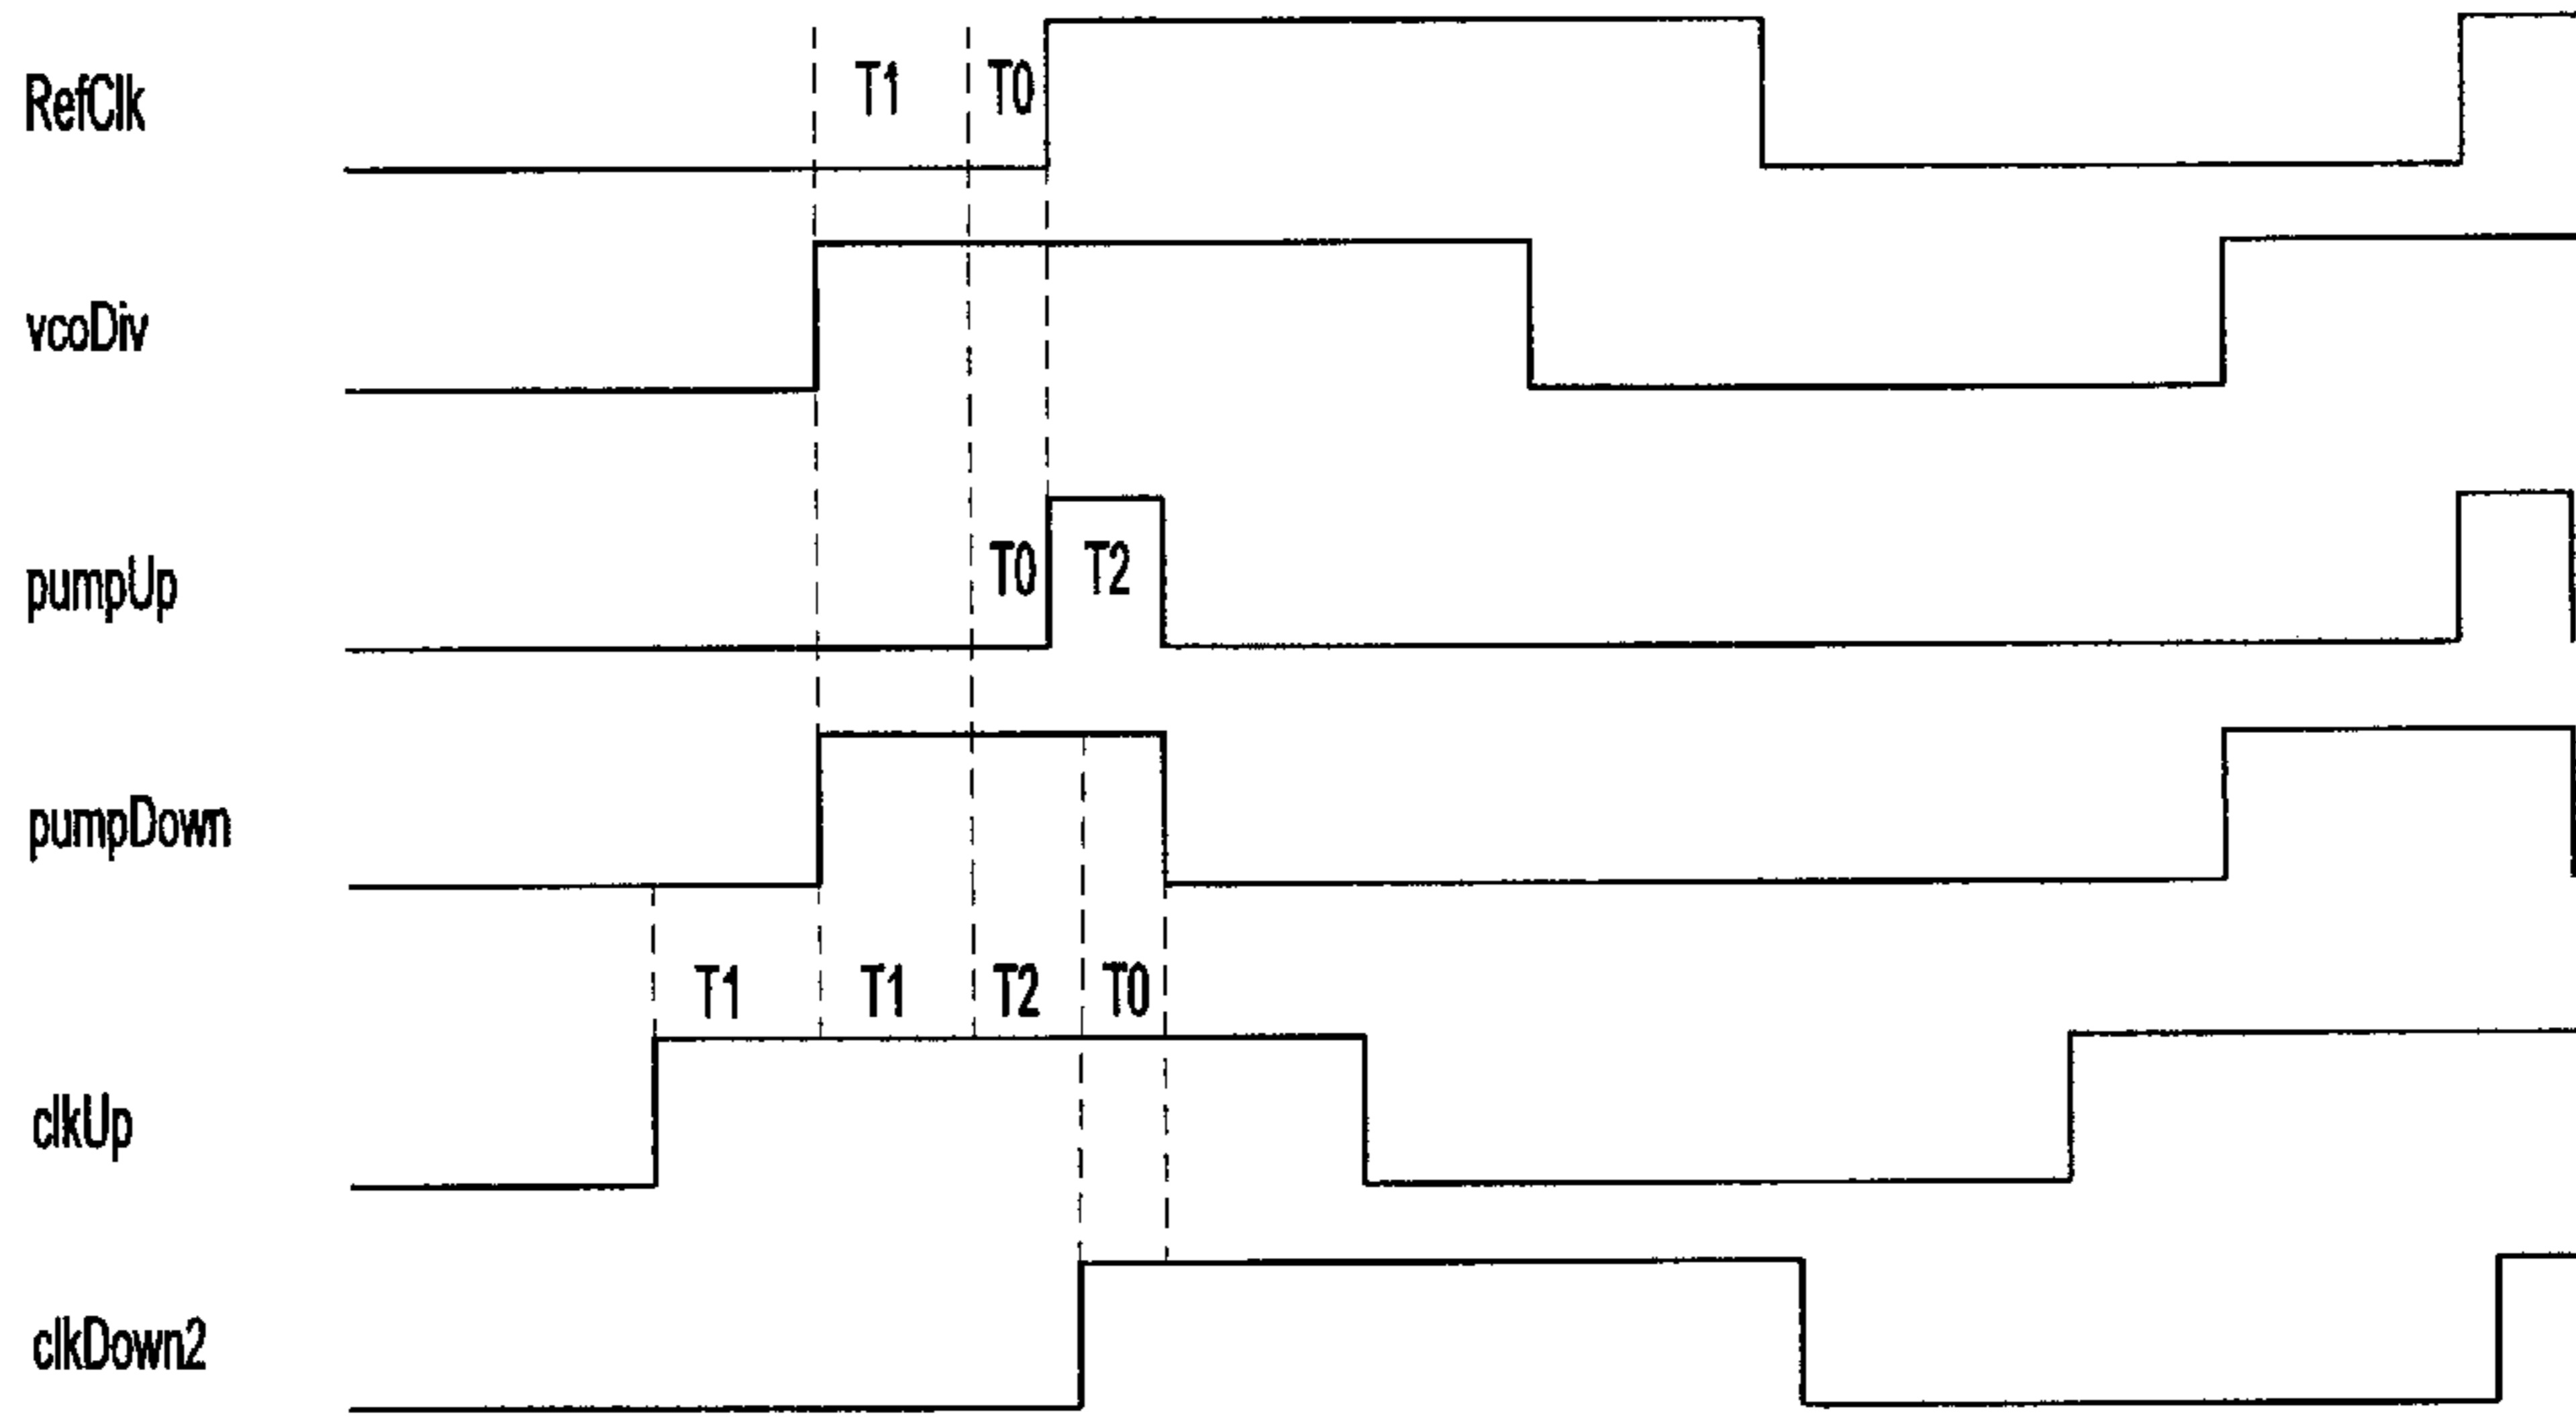 RefClk T1 T0
vcoDiv
pumpUp T0 T2
pumpDown
T1 T1 T2 T0
clkUp
clkDown2